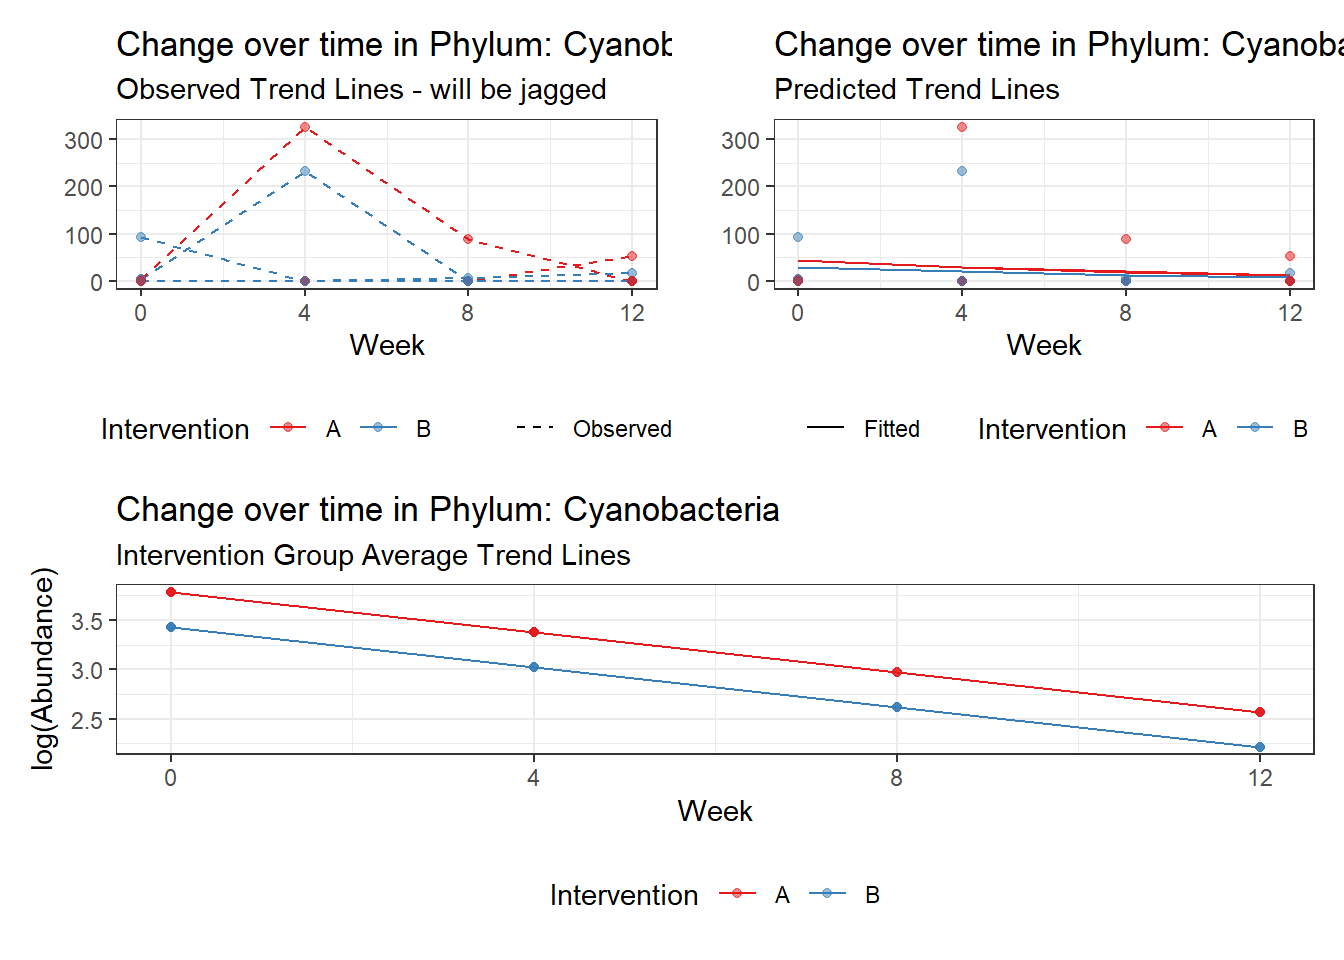 Change over time in Phylum: Cyanob
Observed Trend Lines - will be jagged
300
200
100
0
0 4 8 12
Week
Intervention A B Observed
Change over time in Phylum: Cyanoba
Predicted Trend Lines
300
200
100
0
0 4 8 12
Week
Fitted Intervention A B
Change over time in Phylum: Cyanobacteria
Intervention Group Average Trend Lines
log(Abundance)
3.5
3.0
2.5
0 4 8 12
Week
Intervention A B